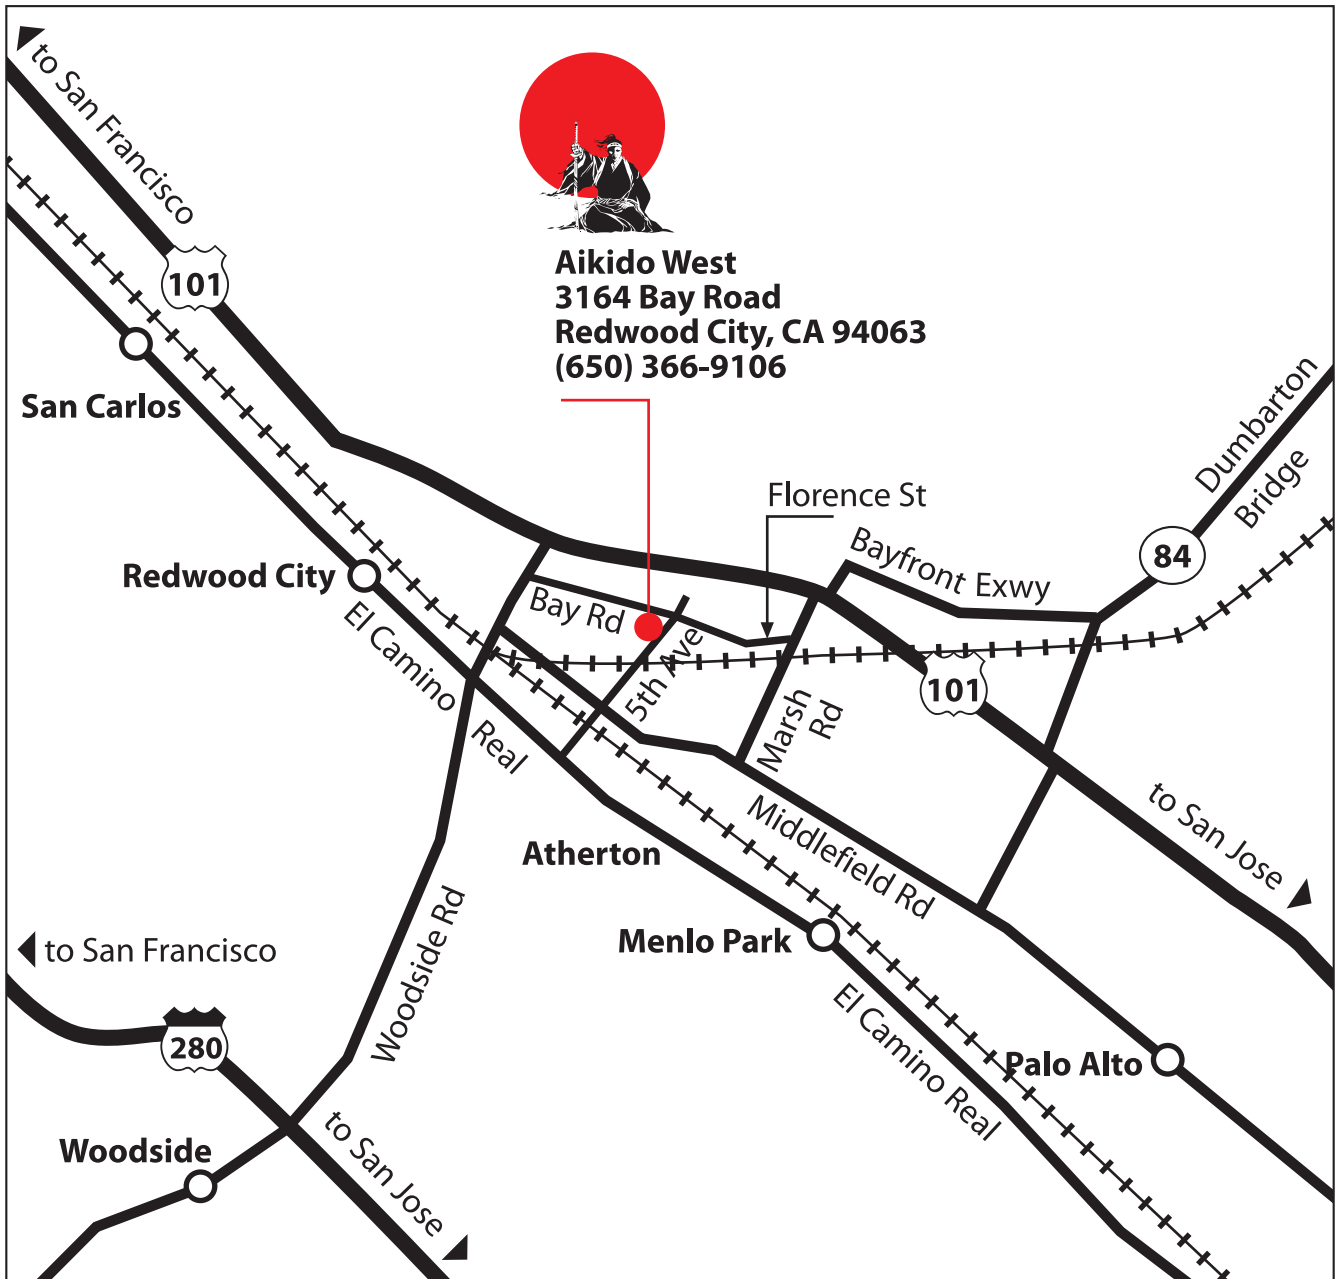 to San Francisco
101
Aikido West
3164 Bay Road
Redwood City, CA 94063
(650) 366-9106
San Carlos
Dumbarton
Bridge
Florence St
84
Bayfront Exwy
Redwood City
Bay Rd
El Camino
Real
5th Ave
Marsh
Rd
101
to San Jose
Middlefield Rd
Atherton
Menlo Park
Woodside Rd
to San Francisco
280
El Camino Real
Palo Alto
Woodside
to San Jose